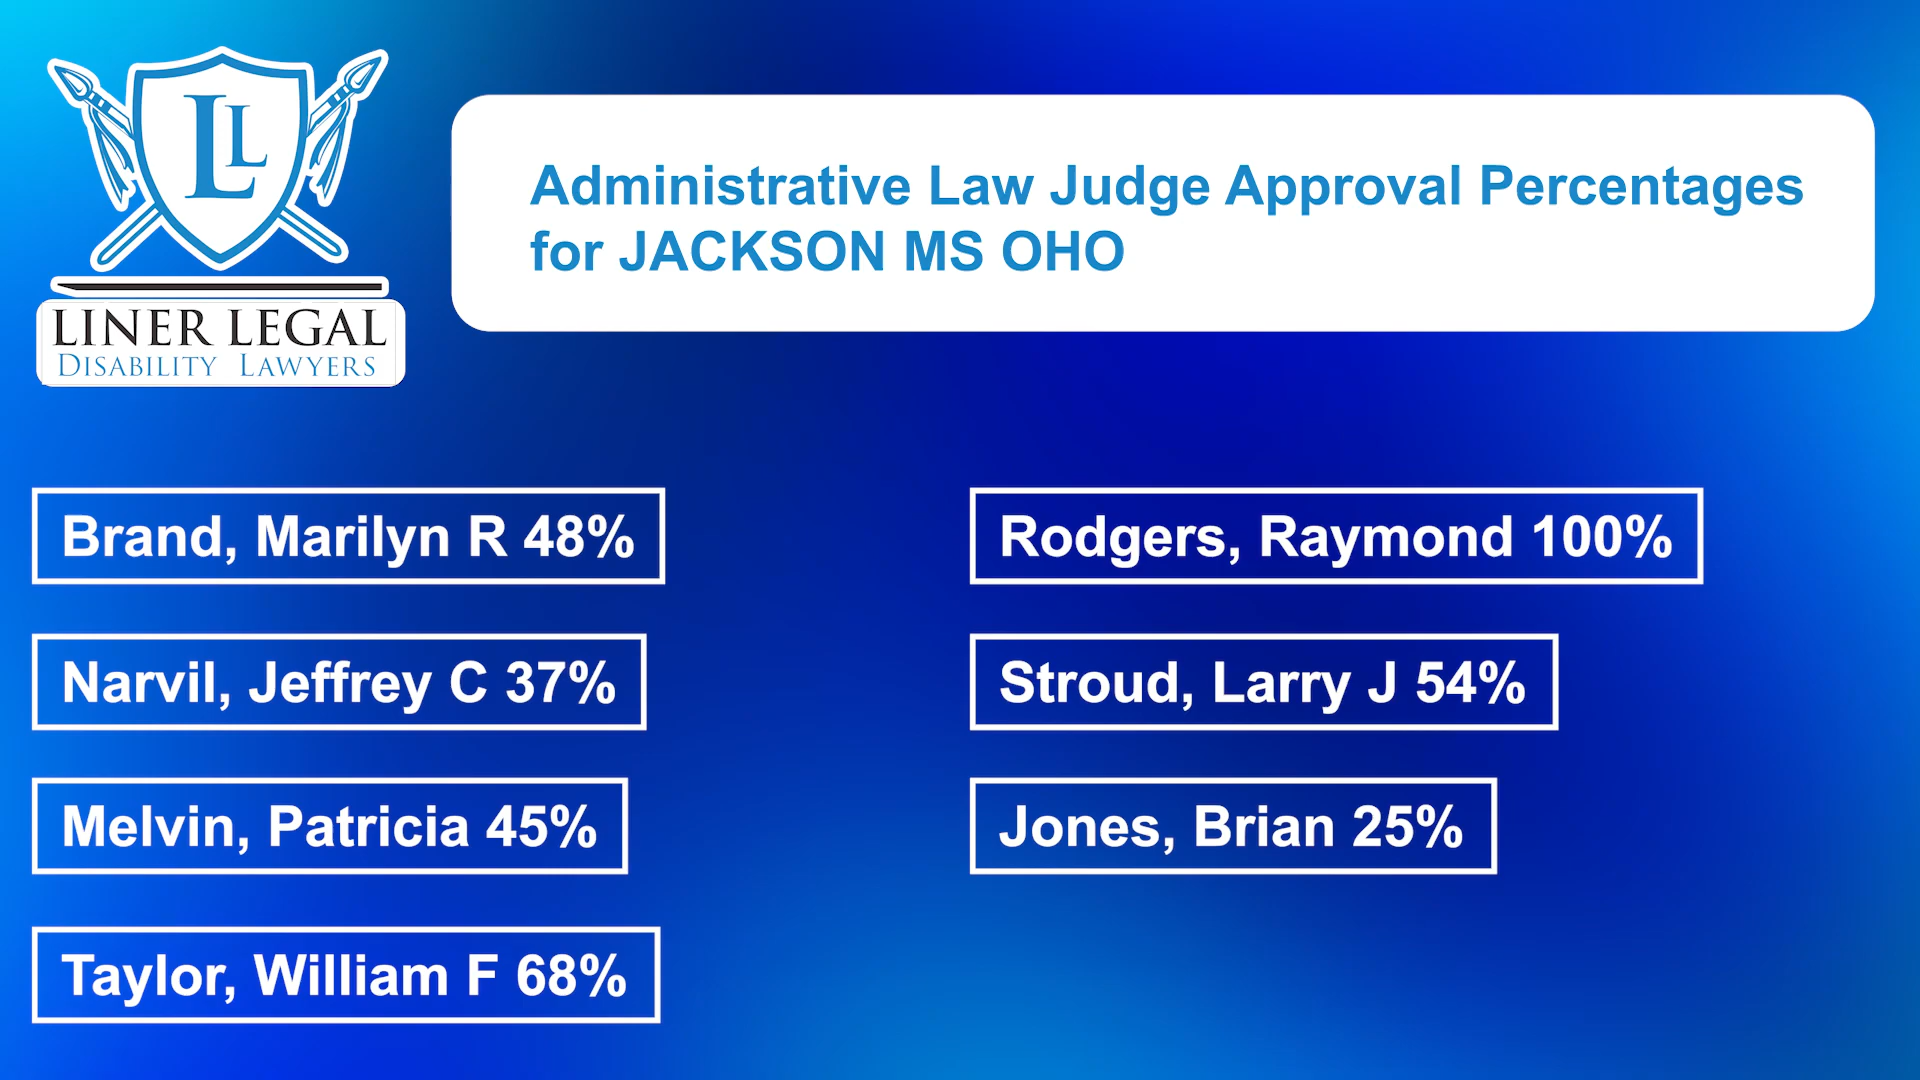 LL
LINER LEGAL
DISABILITY LAWYERS
Administrative Law Judge Approval Percentages
for JACKSON MS OHO
Brand, Marilyn R 48%
Narvil, Jeffrey C 37%
Melvin, Patricia 45%
Taylor, William F 68%
Rodgers, Raymond 100%
Stroud, Larry J 54%
Jones, Brian 25%